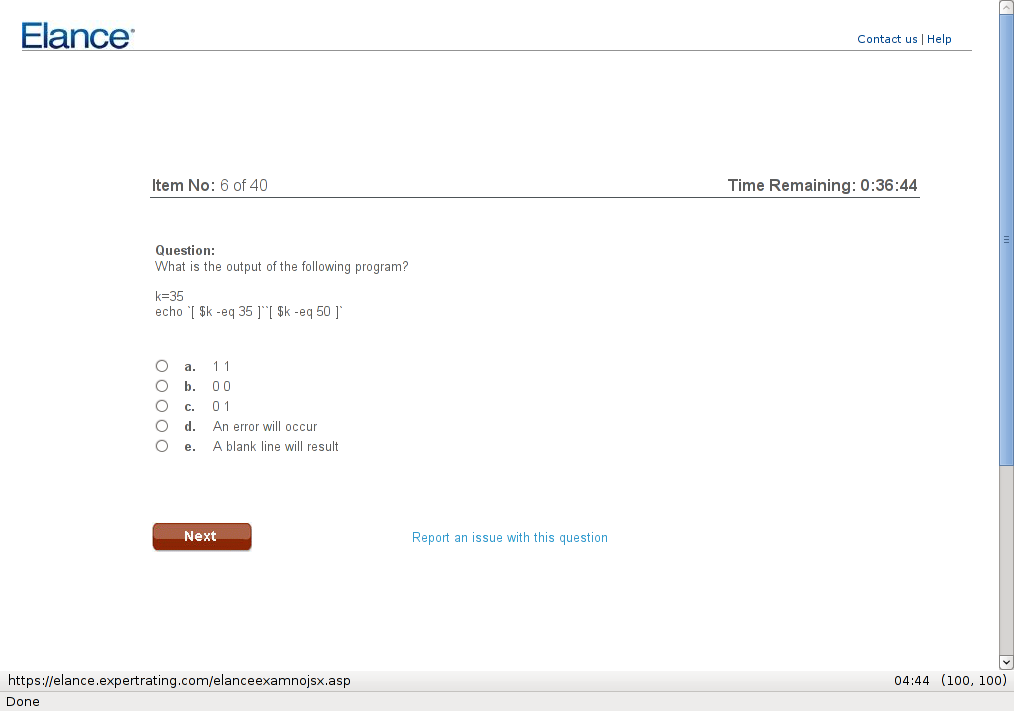 Elance
Contact us | Help
Item No: 6 of 40
Time Remaining: 0:36:44
Question:
What is the output of the following program?
k=35
echo `[ $k -eq 35 ]``[ $k -eq 50 ]`
a. 1 1
b. 0 0
c. 0 1
d. An error will occur
e. A blank line will result
Next
Report an issue with this question
https://elance.expertrating.com/elanceexamnojsx.asp
04:44 (100, 100)
Done